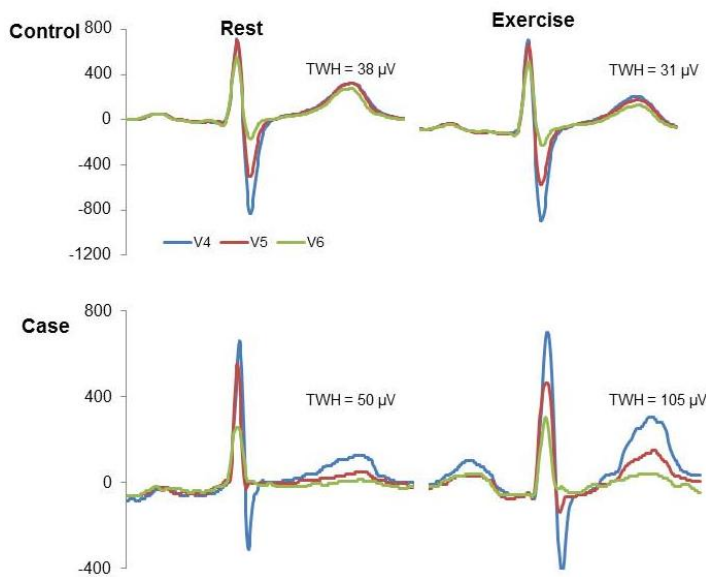 Control Rest Exercise
800
TWH = 38 µV TWH = 31 µV
400
0
-400
-800
V4 V5 V6
-1200
Case
800
400
TWH = 50 µV TWH = 105 µV
0
-400